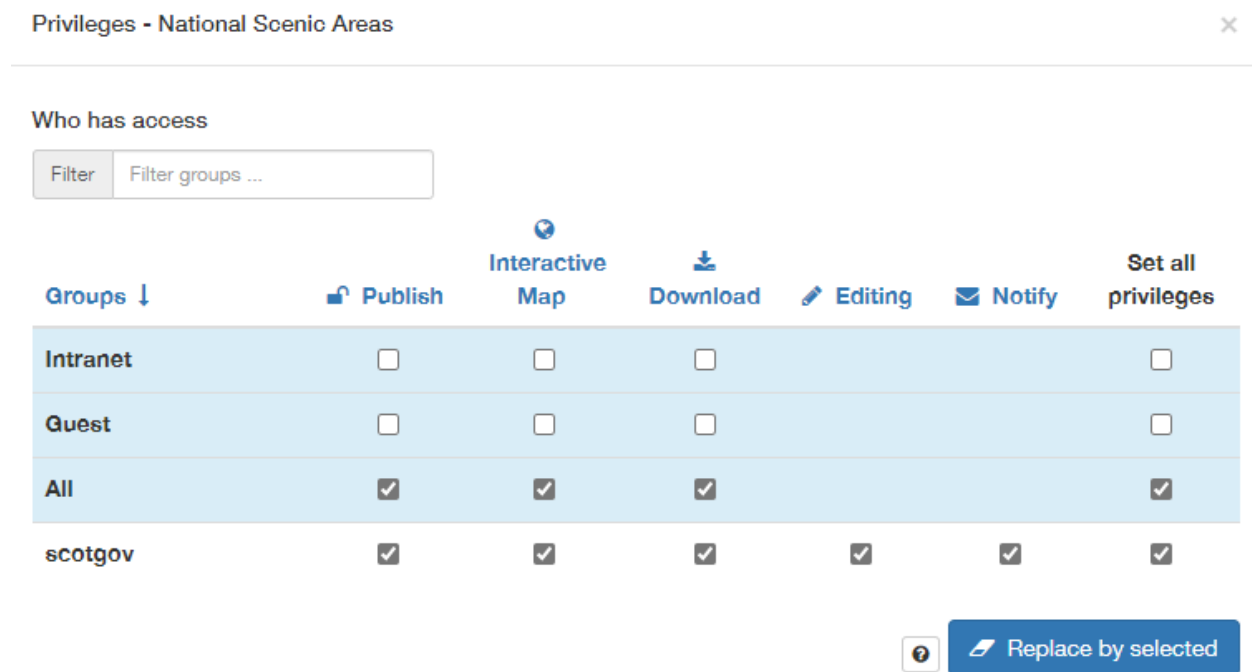 Privileges - National Scenic Areas ×
Who has access
Filter Filter groups ...
Interactive
Set all
Groups Publish Map Download Editing Notify privileges
Intranet
Guest
All
scotgov
Replace by selected